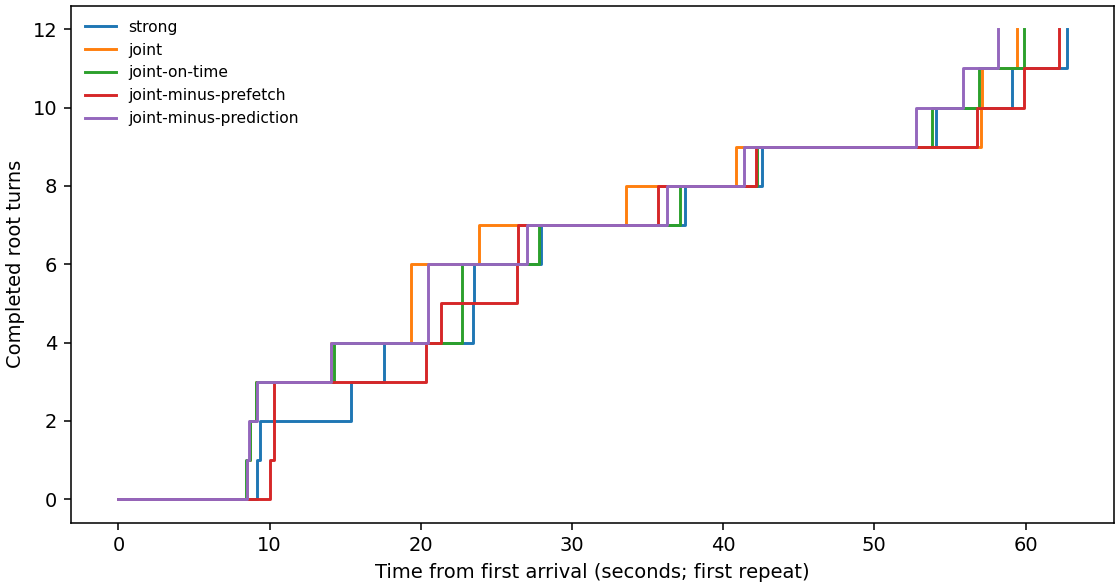 strong
joint
joint-on-time
joint-minus-prefetch
joint-minus-prediction
Completed root turns
12
10
8
6
4
2
0
0 10 20 30 40 50 60
Time from first arrival (seconds; first repeat)